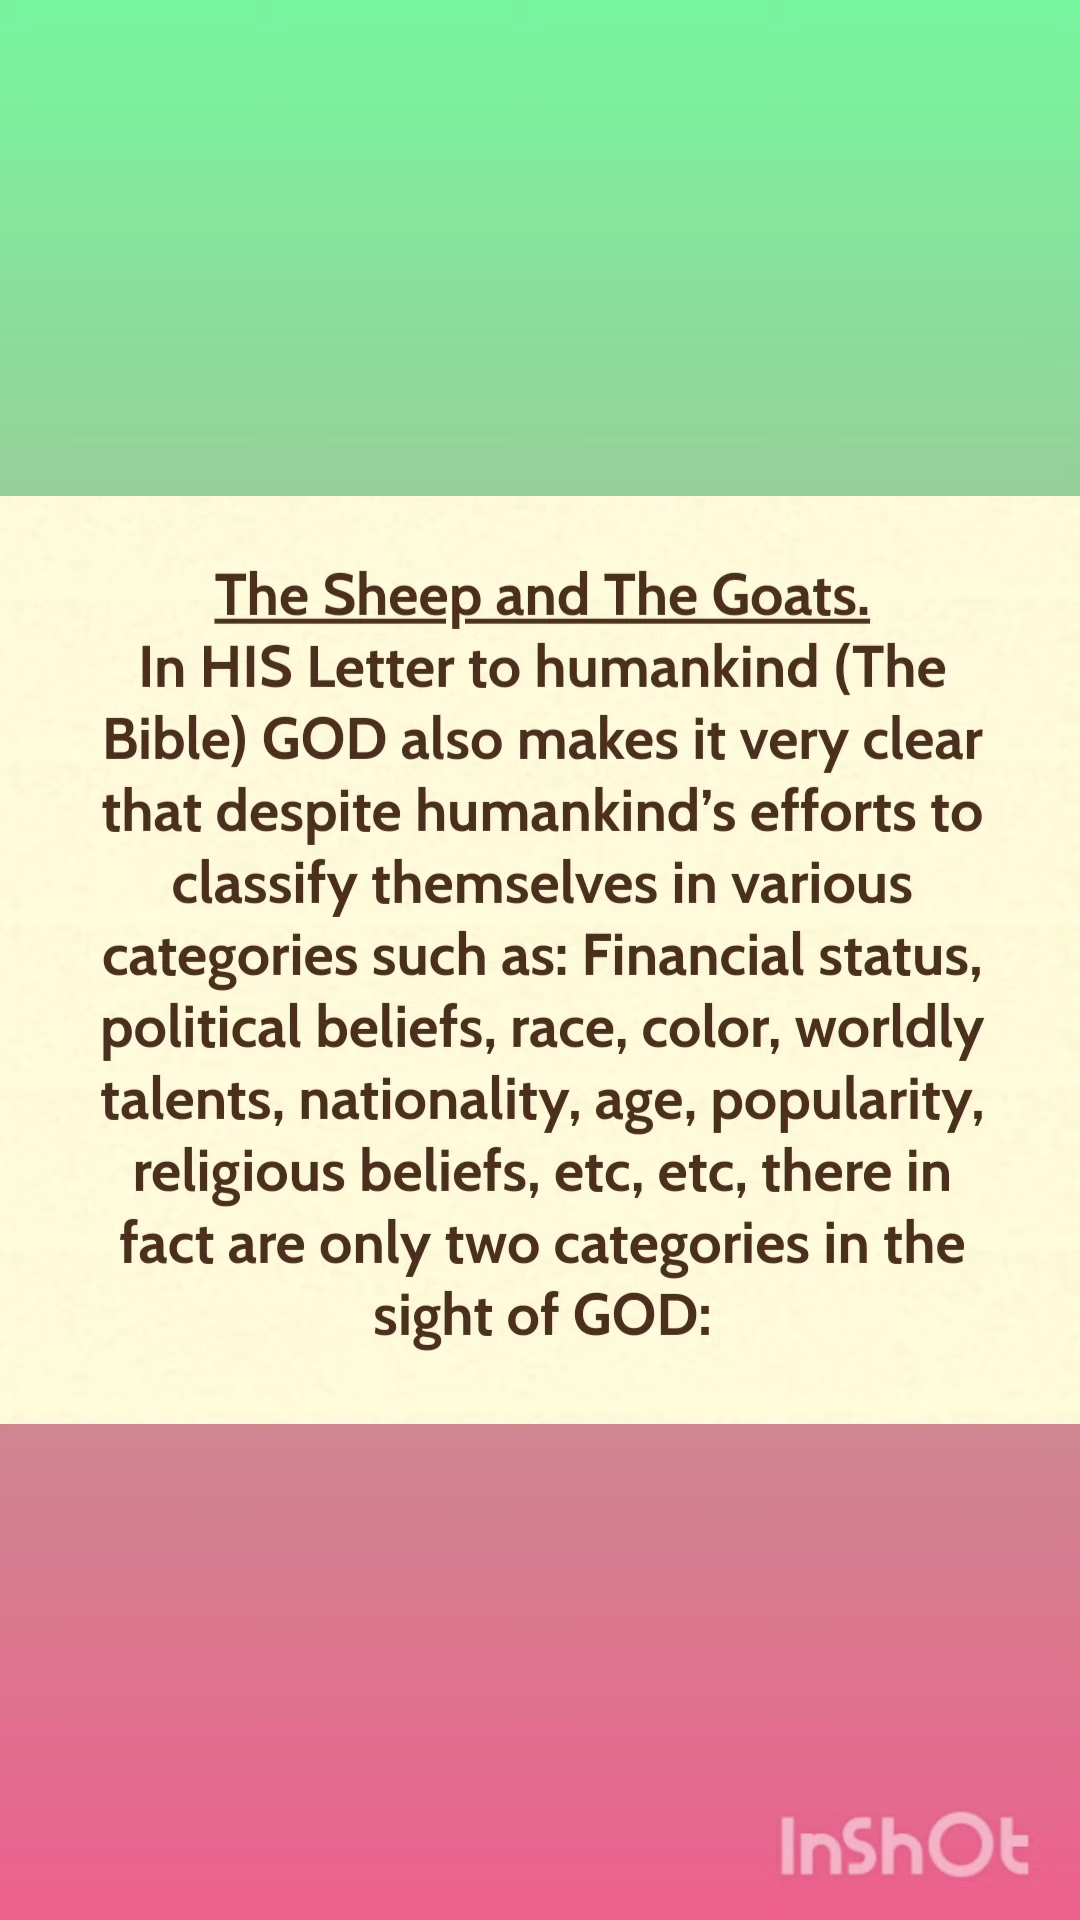 The Sheep and The Goats.
In HIS Letter to humankind (The
Bible) GOD also makes it very clear
that despite humankind’s efforts to
classify themselves in various
categories such as: Financial status,
political beliefs, race, color, worldly
talents, nationality, age, popularity,
religious beliefs, etc, etc, there in
fact are only two categories in the
sight of GOD:
InShOt